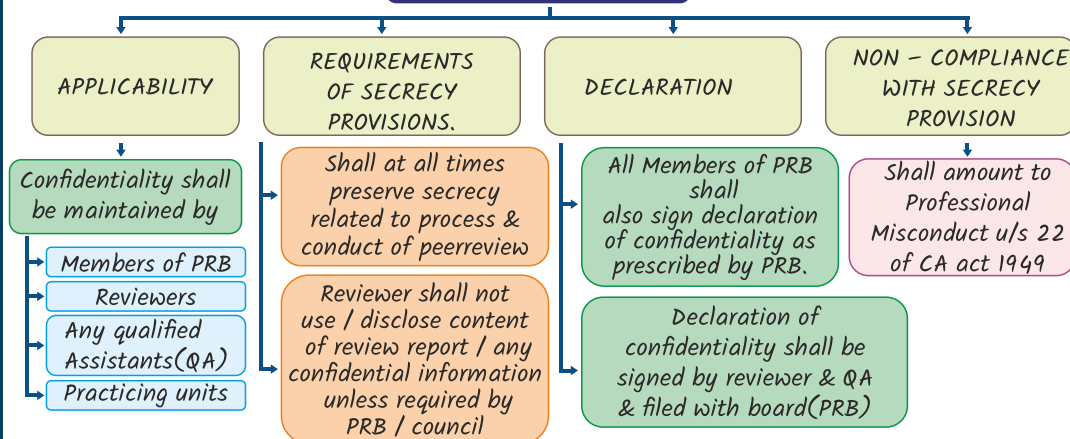 APPLICABILITY
Confidentiality shall
be maintained by
Members of PRB
Reviewers
Any qualified
Assistants(QA)
Practicing units
REQUIREMENTS
OF SECRECY
PROVISIONS.
Shall at all times
preserve secrecy
related to process &
conduct of peerreview
Reviewer shall not
use / disclose content
of review report / any
confidential information
unless required by
PRB / council
DECLARATION
All Members of PRB
shall
also sign declaration
of confidentiality as
prescribed by PRB.
Declaration of
confidentiality shall be
signed by reviewer & QA
& filed with board(PRB)
NON – COMPLIANCE
WITH SECRECY
PROVISION
Shall amount to
Professional
Misconduct u/s 22
of CA act 1949